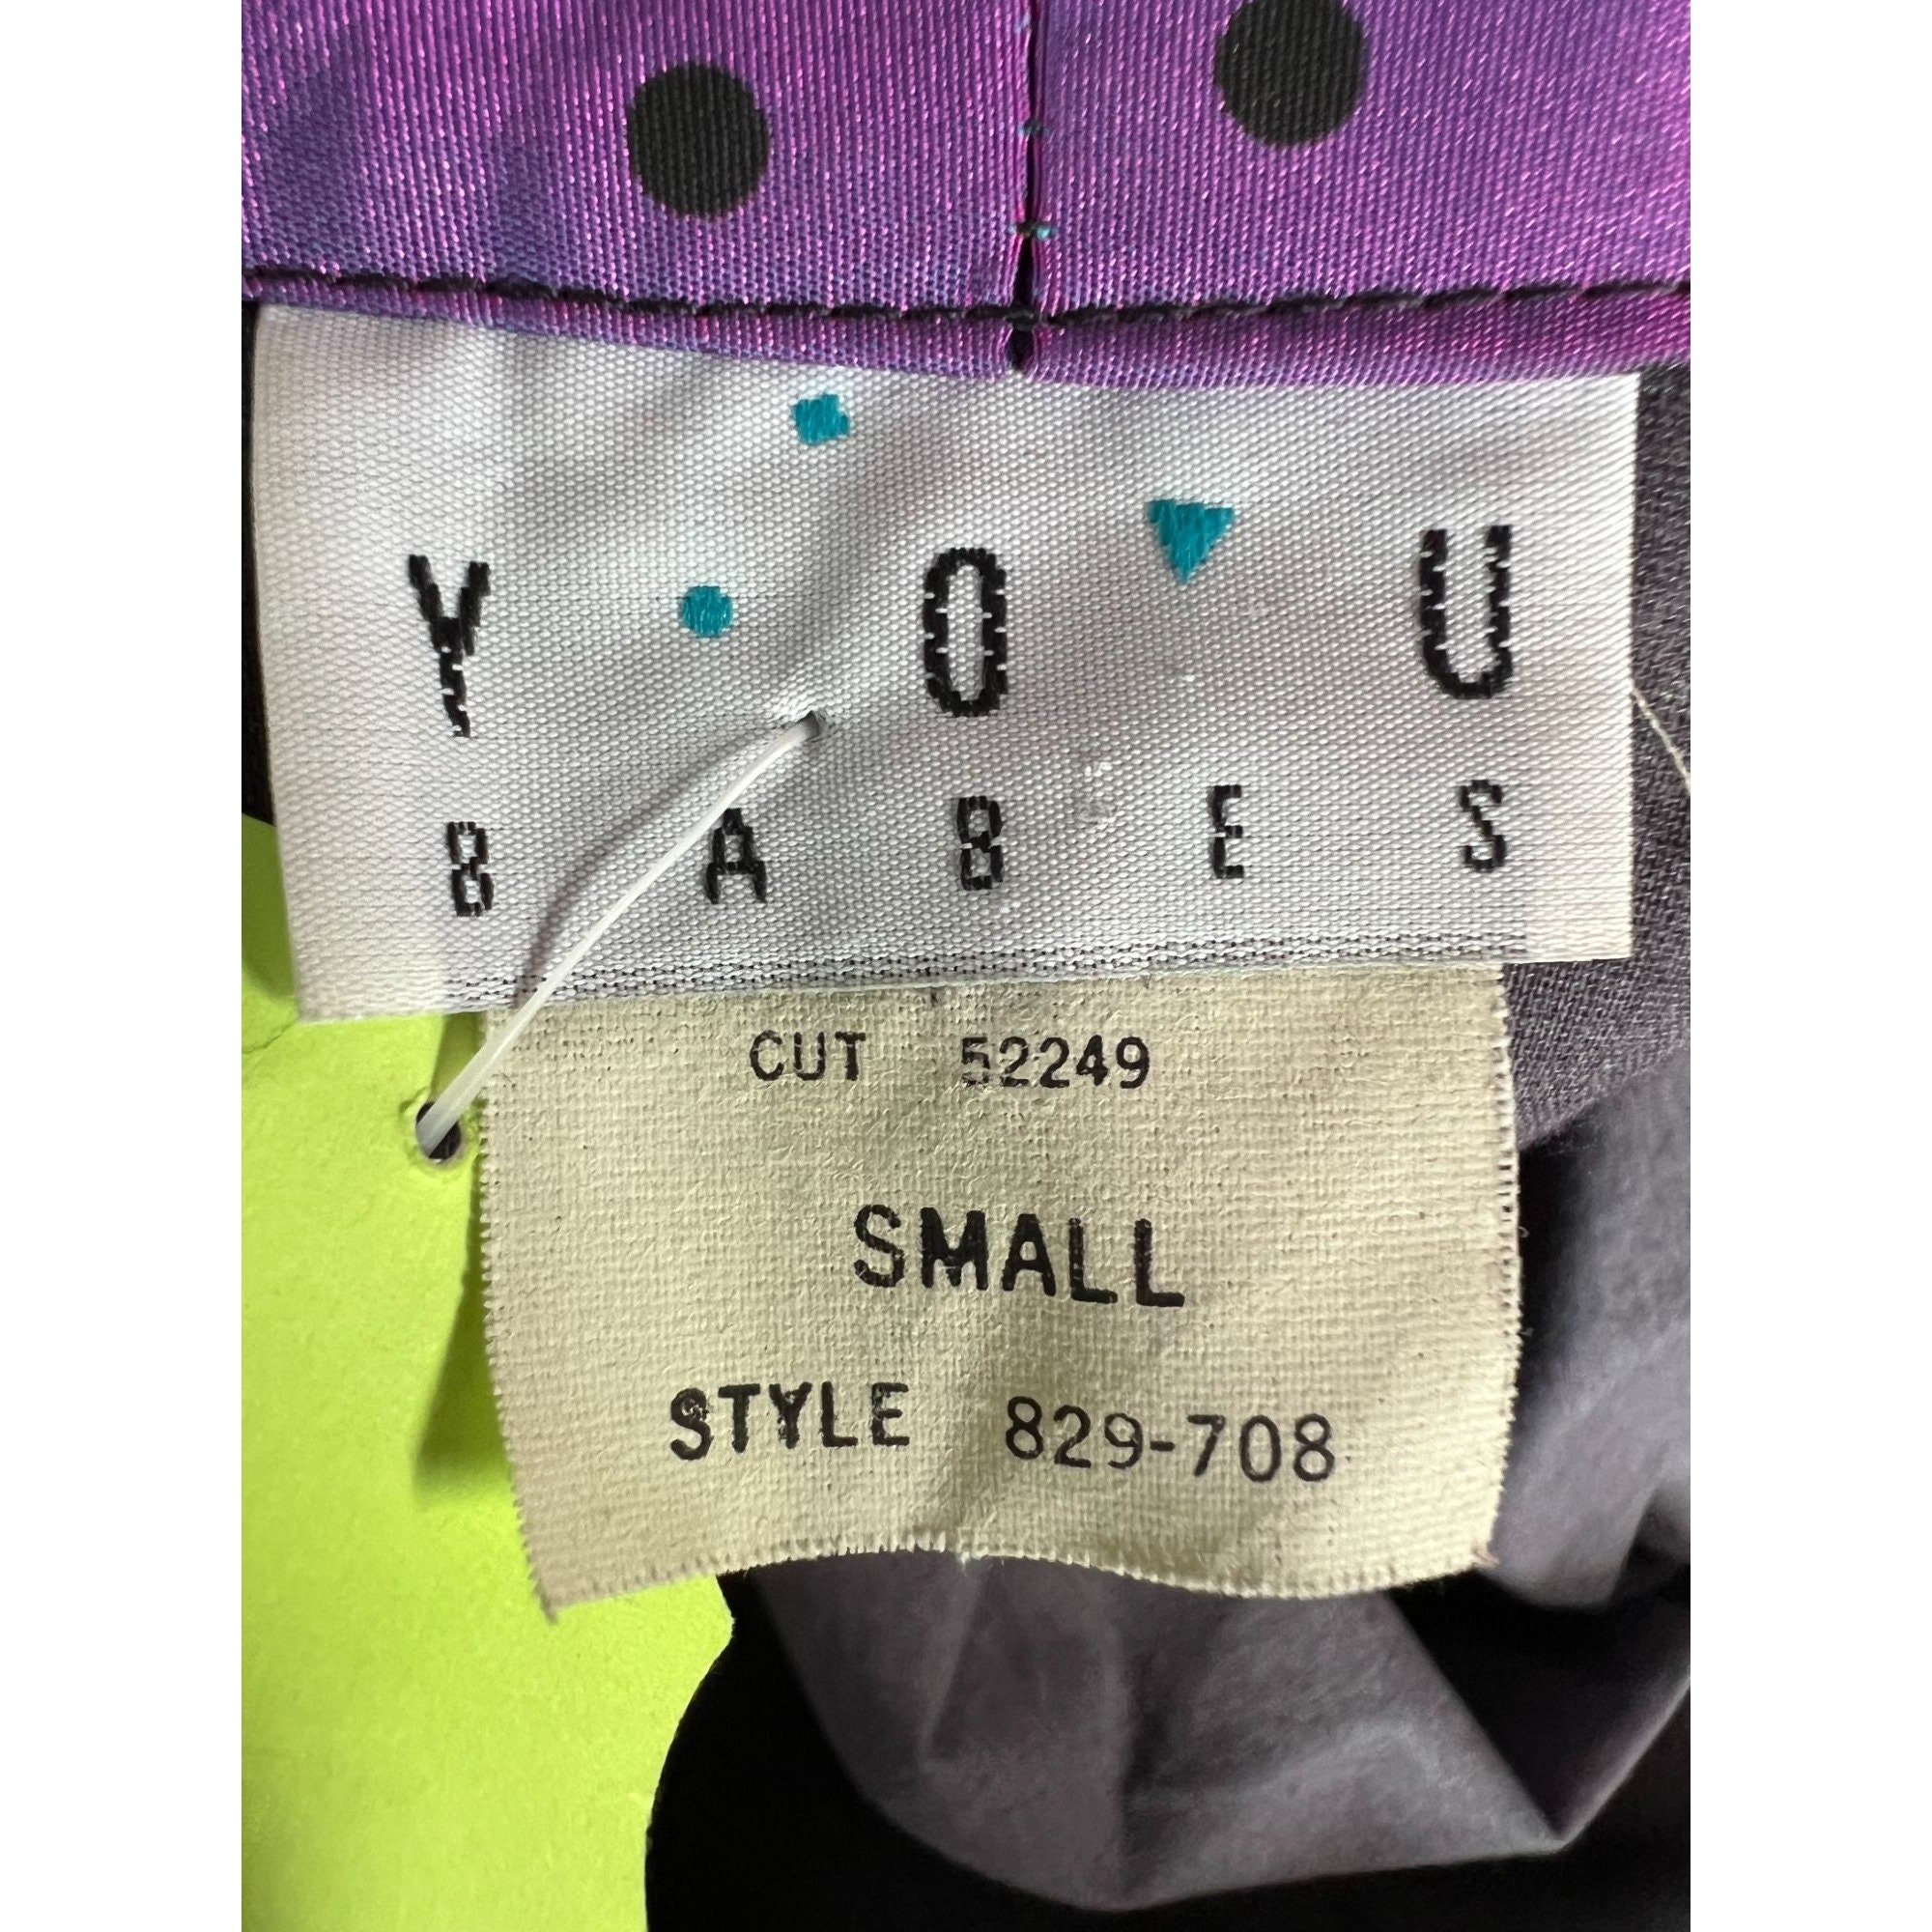 Y O U
B A B E S
CUT 52249
SMALL
STYLE 829-708